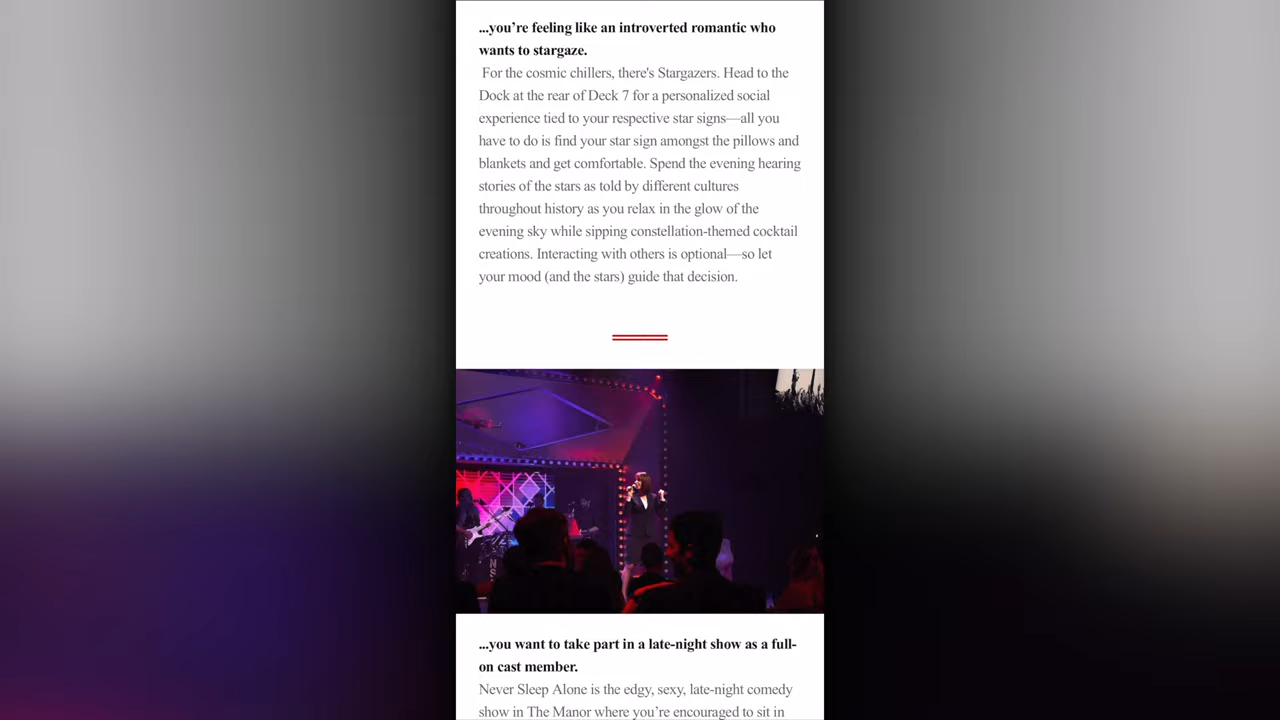 ...you’re feeling like an introverted romantic who
wants to stargaze.
For the cosmic chillers, there's Stargazers. Head to the
Dock at the rear of Deck 7 for a personalized social
experience tied to your respective star signs—all you
have to do is find your star sign amongst the pillows and
blankets and get comfortable. Spend the evening hearing
stories of the stars as told by different cultures
throughout history as you relax in the glow of the
evening sky while sipping constellation-themed cocktail
creations. Interacting with others is optional—so let
your mood (and the stars) guide that decision.
...you want to take part in a late-night show as a full-
on cast member.
Never Sleep Alone is the edgy, sexy, late-night comedy
show in The Manor where you’re encouraged to sit in